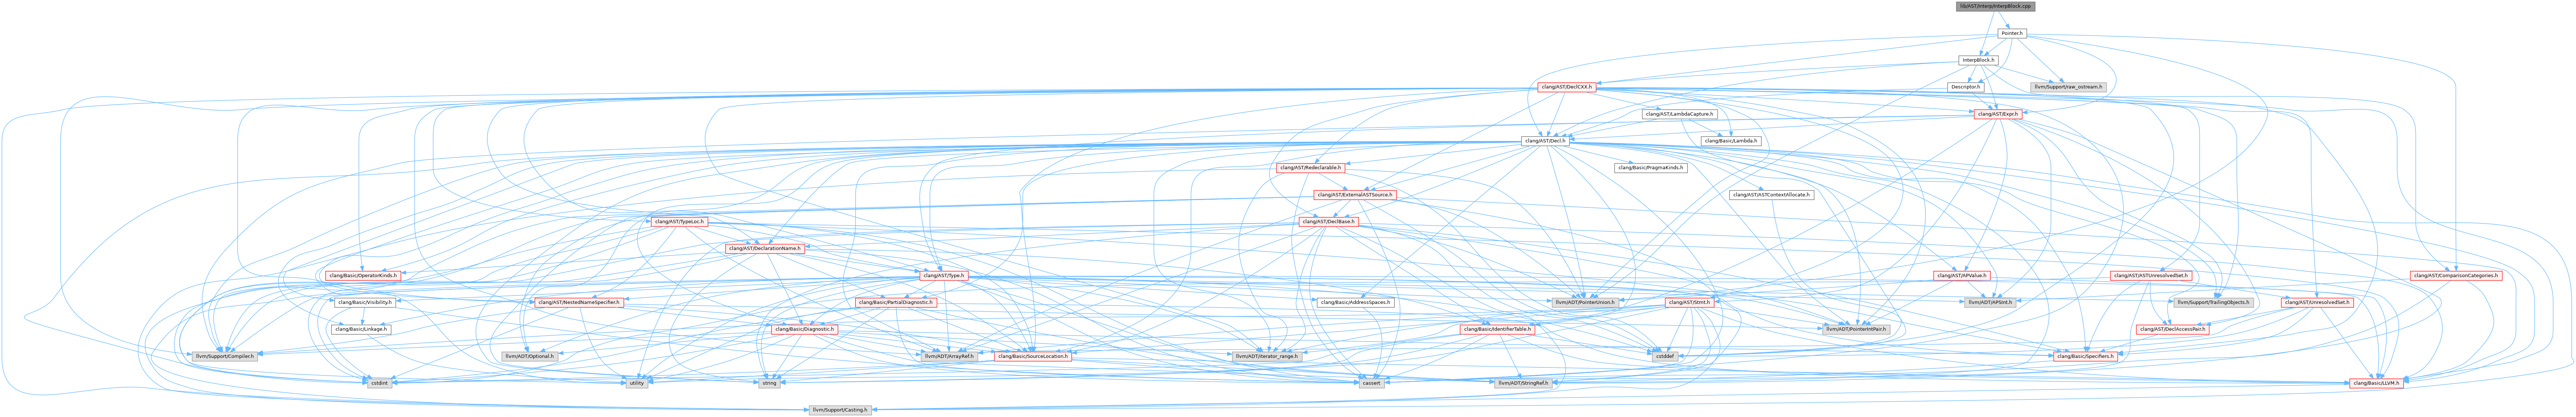 lib/AST/Interp/InterpBlock.cpp
Pointer.h
InterpBlock.h
clang/AST/DeclCXX.h
Descriptor.h
llvm/Support/raw_ostream.h
clang/AST/LambdaCapture.h
clang/AST/Expr.h
clang/AST/Decl.h
clang/Basic/Lambda.h
clang/AST/Redeclarable.h
clang/Basic/PragmaKinds.h
clang/AST/ExternalASTSource.h
clang/AST/ASTContextAllocate.h
clang/AST/TypeLoc.h
clang/AST/DeclBase.h
clang/AST/DeclarationName.h
clang/Basic/OperatorKinds.h
clang/AST/Type.h
clang/AST/APValue.h
clang/AST/ASTUnresolvedSet.h
clang/AST/ComparisonCategories.h
clang/Basic/Visibility.h
clang/AST/NestedNameSpecifier.h
clang/Basic/PartialDiagnostic.h
clang/Basic/AddressSpaces.h
llvm/ADT/PointerUnion.h
clang/AST/Stmt.h
llvm/ADT/APSInt.h
llvm/Support/TrailingObjects.h
clang/AST/UnresolvedSet.h
clang/Basic/Linkage.h
clang/Basic/Diagnostic.h
clang/Basic/IdentifierTable.h
llvm/ADT/PointerIntPair.h
clang/AST/DeclAccessPair.h
llvm/Support/Compiler.h
llvm/ADT/Optional.h
llvm/ADT/ArrayRef.h
clang/Basic/SourceLocation.h
llvm/ADT/iterator_range.h
cstddef
clang/Basic/Specifiers.h
cstdint
utility
string
cassert
llvm/ADT/StringRef.h
clang/Basic/LLVM.h
llvm/Support/Casting.h